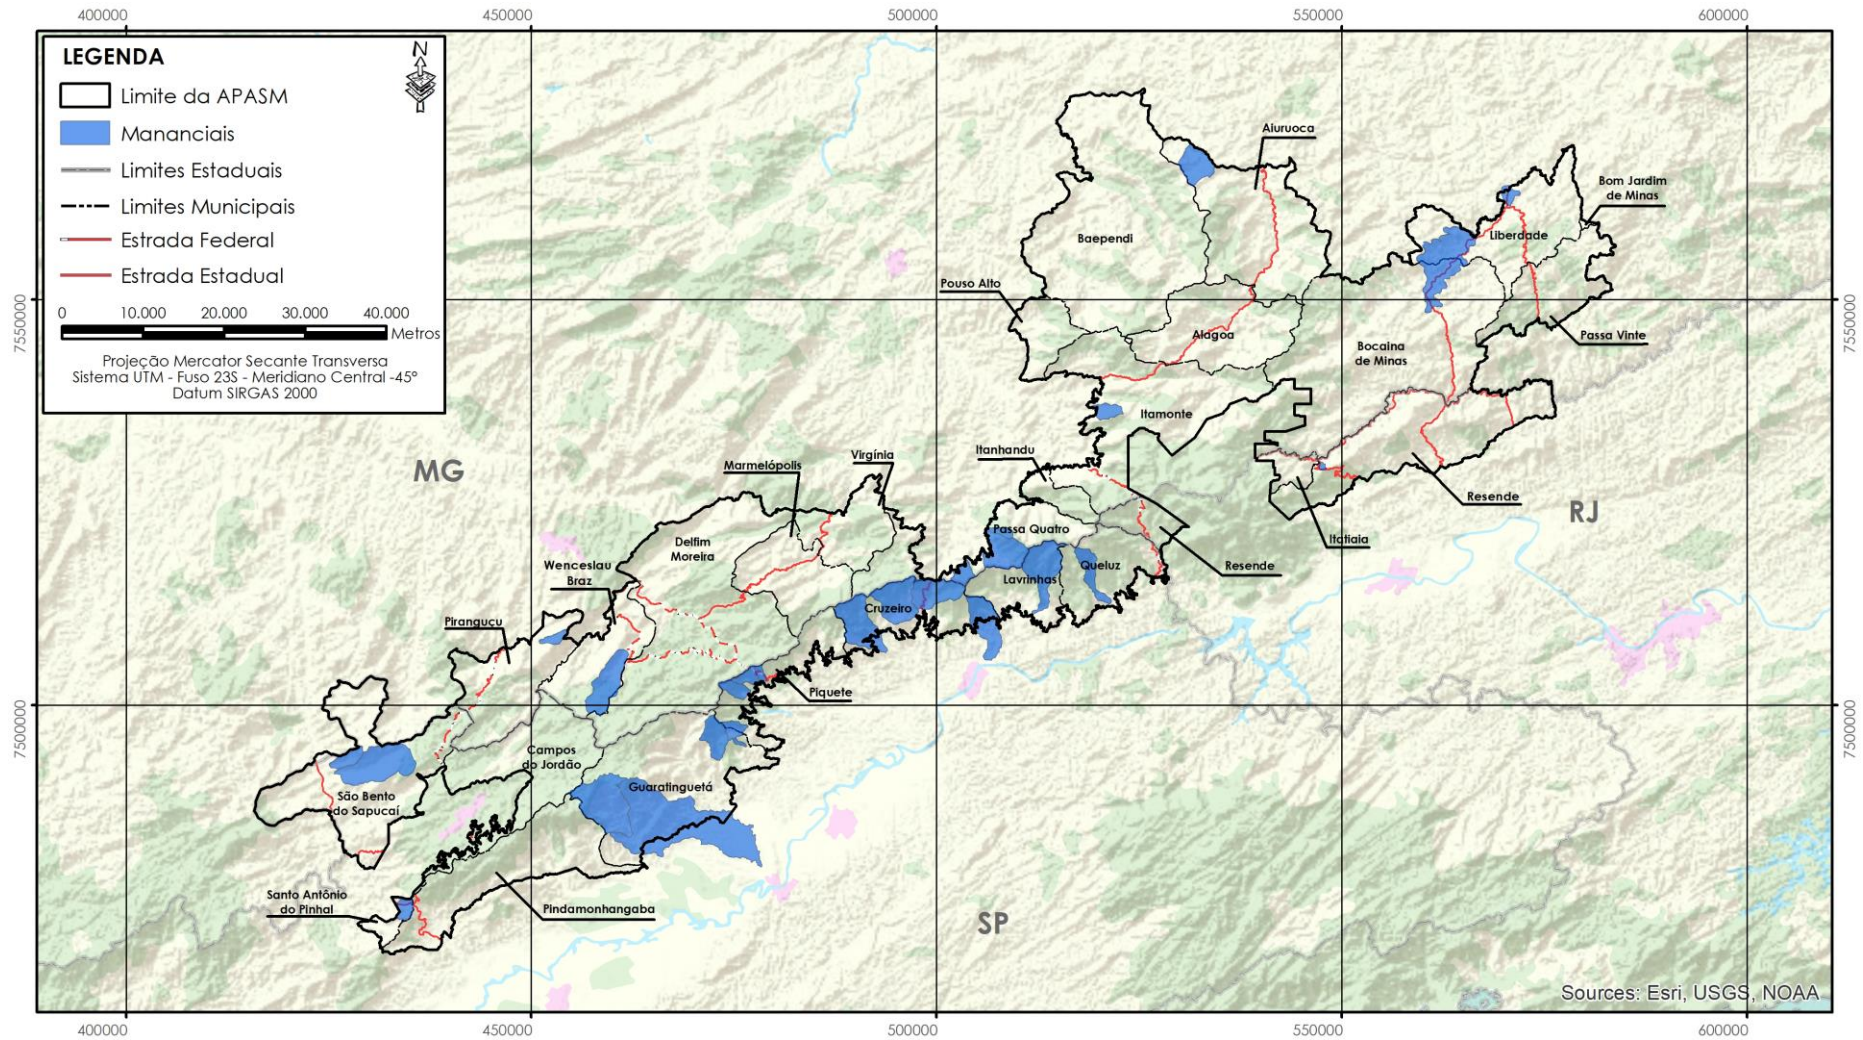 400000
450000
500000
550000
600000
LEGENDA
N
Limite da APASM
Mananciais
Limites Estaduais
Limites Municipais
Estrada Federal
Estrada Estadual
0 10.000 20.000 30.000 40.000
Metros
Projeção Mercator Secante Transversa
Sistema UTM - Fuso 23S - Meridiano Central -45°
Datum SIRGAS 2000
Aiuruoca
Bom Jardim
de Minas
Baependi
Liberdade
Pouso Alto
7550000
7550000
Alagoa
Passa Vinte
Bocaina
de Minas
Itamonte
MG
Marmelópolis
Virgínia
Itanhandu
Resende
RJ
Delfim
Moreira
Passa Quatro
Itatiaia
Wenceslau
Braz
Lavrinhas
Queluz
Resende
Cruzeiro
Piranguçu
Piquete
7500000
7500000
Campos
do Jordão
Guaratinguetá
São Bento
do Sapucaí
Santo Antônio
do Pinhal
Pindamonhangaba
SP
Sources: Esri, USGS, NOAA
400000
450000
500000
550000
600000